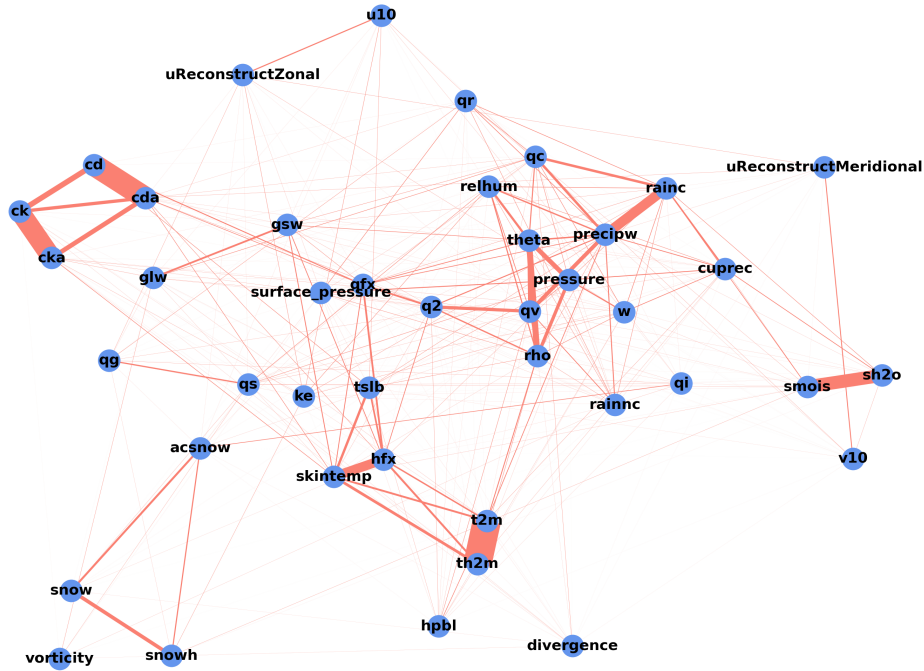 u10
uReconstructZonal
qr
qc
cd
uReconstructMeridional
relhum
rainc
cda
ck
gsw
theta
precipw
cka
glw
cuprec
pressure
qfx
surface_pressure
q2
qv
w
rho
qg
qs
ke
tslb
qi
smois
sh2o
rainnc
acsnow
hfx
v10
skintemp
t2m
th2m
snow
hpbl
divergence
vorticity
snowh